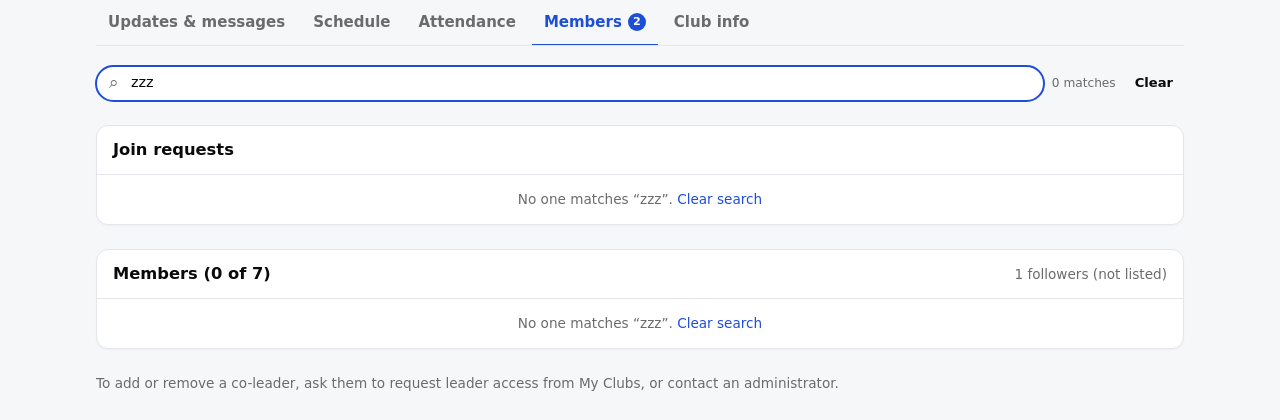 Updates & messages Schedule Attendance Members 2 Club info
zzz 0 matches Clear
Join requests
No one matches “zzz”. Clear search
Members (0 of 7) 1 followers (not listed)
No one matches “zzz”. Clear search
To add or remove a co-leader, ask them to request leader access from My Clubs, or contact an administrator.